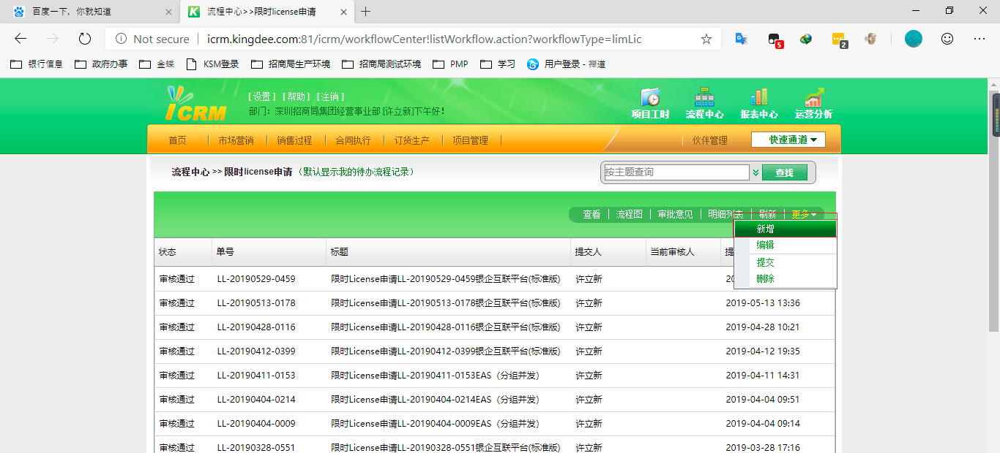 百度一下，你就知道
流程中心>>限时license申请
Not secure | icrm.kingdee.com:81/icrm/workflowCenter!listWorkflow.action?workflowType=limLic
5
2
银行信息 政府办事 金蝶 KSM登录 招商局生产环境 招商局测试环境 PMP 学习 用户登录 - 禅道
iCRM
[设置] [帮助] [注销]
部门：深圳招商局集团经营事业部 [许立新]下午好！
项目工时 流程中心 报表中心 运营分析
首页 市场营销 销售过程 合同执行 订货生产 项目管理 伙伴管理 快速通道
流程中心 >> 限时license申请 （默认显示我的待办流程记录）
按主题查询 查找
查看 流程图 审批意见 明细列表 刷新 更多
新增
编辑
提交
删除
状态 单号 标题 提交人 当前审核人 提
审核通过 LL-20190529-0459 限时License申请LL-20190529-0459银企互联平台(标准版) 许立新 20
审核通过 LL-20190513-0178 限时License申请LL-20190513-0178银企互联平台(标准版) 许立新 2019-05-13 13:36
审核通过 LL-20190428-0116 限时License申请LL-20190428-0116银企互联平台(标准版) 许立新 2019-04-28 10:21
审核通过 LL-20190412-0399 限时License申请LL-20190412-0399银企互联平台(标准版) 许立新 2019-04-12 19:35
审核通过 LL-20190411-0153 限时License申请LL-20190411-0153EAS（分组并发） 许立新 2019-04-11 14:31
审核通过 LL-20190404-0214 限时License申请LL-20190404-0214EAS（分组并发） 许立新 2019-04-04 09:51
审核通过 LL-20190404-0009 限时License申请LL-20190404-0009EAS（分组并发） 许立新 2019-04-04 09:14
审核通过 LL-20190328-0551 限时License申请LL-20190328-0551银企互联平台(标准版) 许立新 2019-03-28 17:16